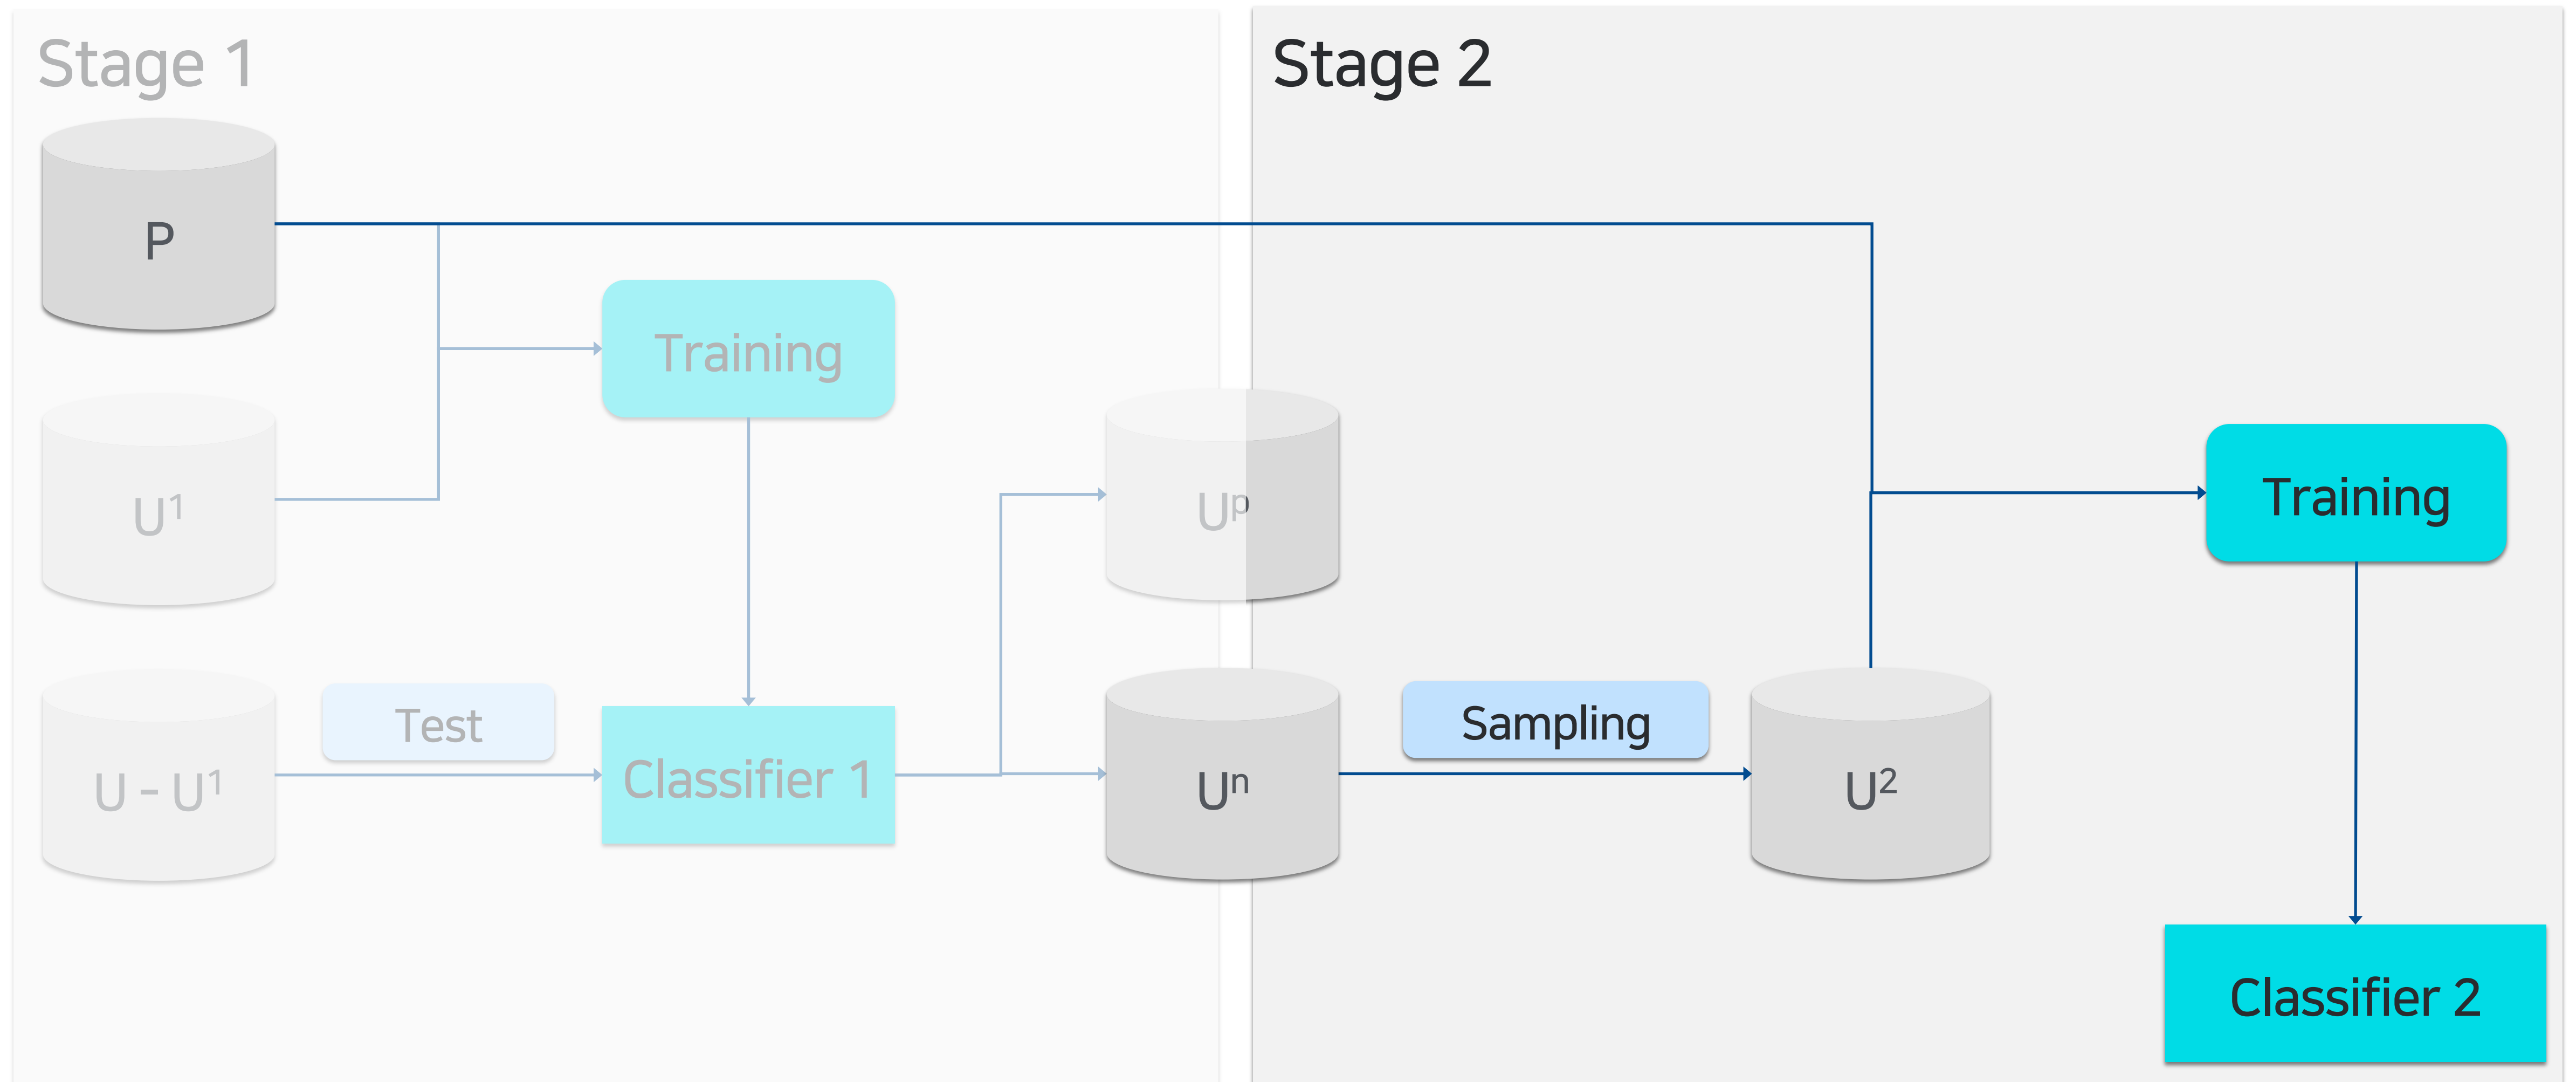 Stage 1
P
U¹
U - U¹
Test
Training
Classifier 1
Uᵖ
Uⁿ
Stage 2
Sampling
U²
Training
Classifier 2